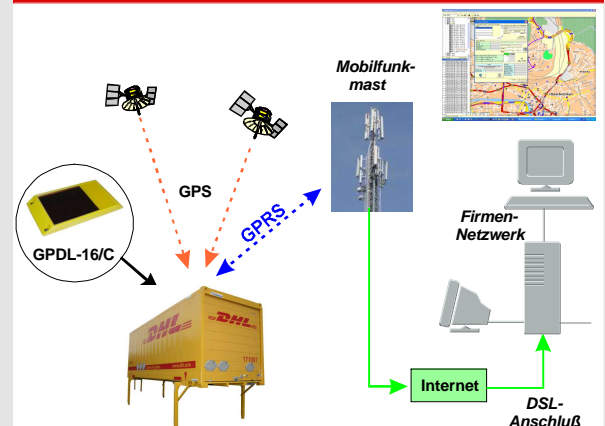 Mobilfunk-
mast
GPS
GPRS
GPDL-16/C
Firmen-
Netzwerk
DHL
DHL
Internet
DSL-
Anschluß